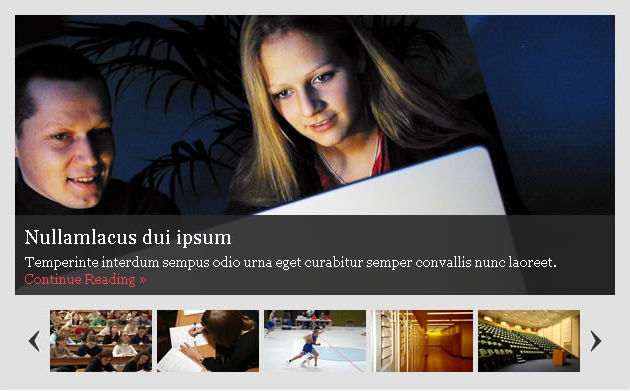 Nullamlacus dui ipsum
Temperinte interdum sempus odio urna eget curabitur semper convallis nunc laoreet.
Continue Reading »